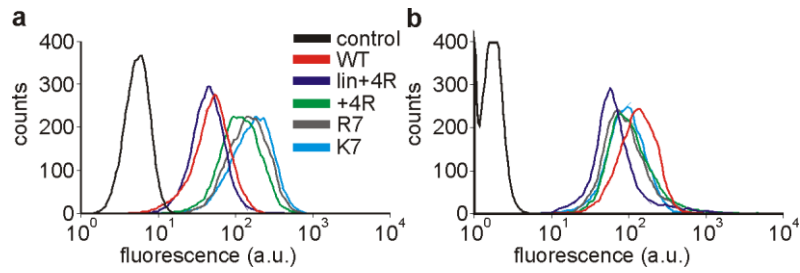 a
400
300
200
100
0
counts
10^0 10^1 10^2 10^3 10^4
fluorescence (a.u.)
control
WT
lin+4R
+4R
R7
K7
b
400
300
200
100
0
counts
10^0 10^1 10^2 10^3 10^4
fluorescence (a.u.)